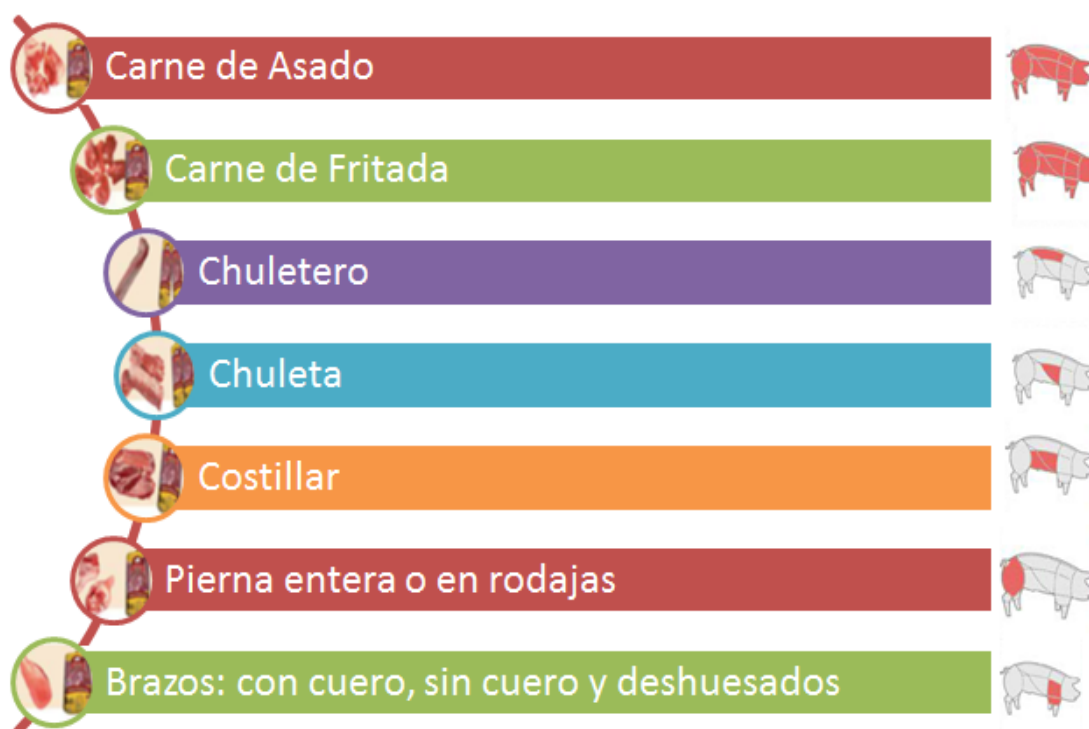 Carne de Asado
Carne de Fritada
Chuletero
Chuleta
Costillar
Pierna entera o en rodajas
Brazos: con cuero, sin cuero y deshuesados